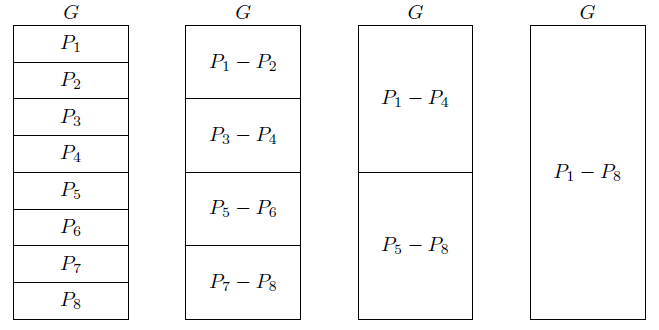 G
P₁
P₂
P₃
P₄
P₅
P₆
P₇
P₈
G
P₁ − P₂
P₃ − P₄
P₅ − P₆
P₇ − P₈
G
P₁ − P₄
P₅ − P₈
G
P₁ − P₈